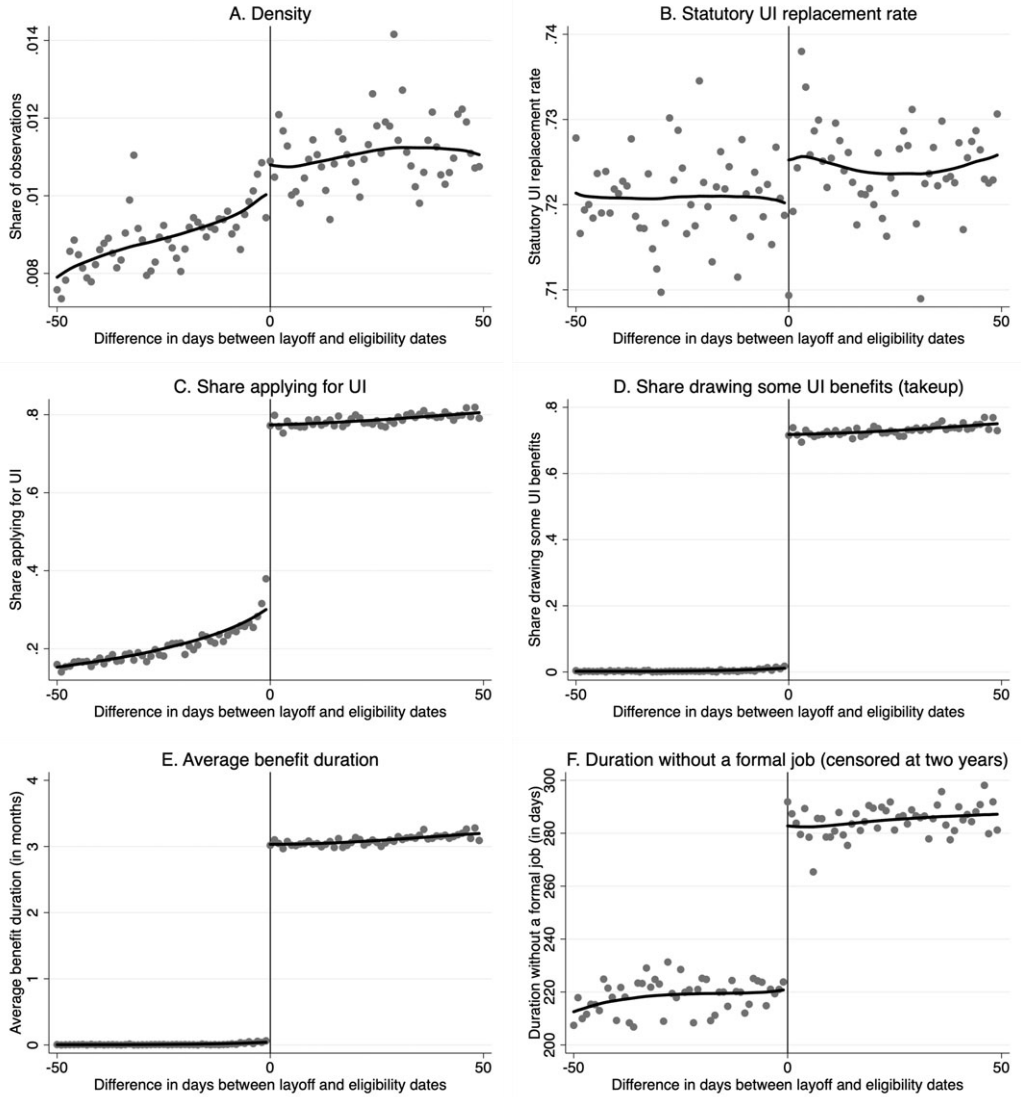 A. Density
Share of observations
.014
.012
.01
.008
-50
0
50
Difference in days between layoff and eligibility dates
B. Statutory UI replacement rate
Statutory UI replacement rate
.74
.73
.72
.71
-50
0
50
Difference in days between layoff and eligibility dates
C. Share applying for UI
Share applying for UI
.8
.6
.4
.2
-50
0
50
Difference in days between layoff and eligibility dates
D. Share drawing some UI benefits (takeup)
Share drawing some UI benefits
.8
.6
.4
.2
0
-50
0
50
Difference in days between layoff and eligibility dates
E. Average benefit duration
Average benefit duration (in months)
4
3
2
1
0
-50
0
50
Difference in days between layoff and eligibility dates
F. Duration without a formal job (censored at two years)
Duration without a formal job (in days)
300
280
260
240
220
200
-50
0
50
Difference in days between layoff and eligibility dates